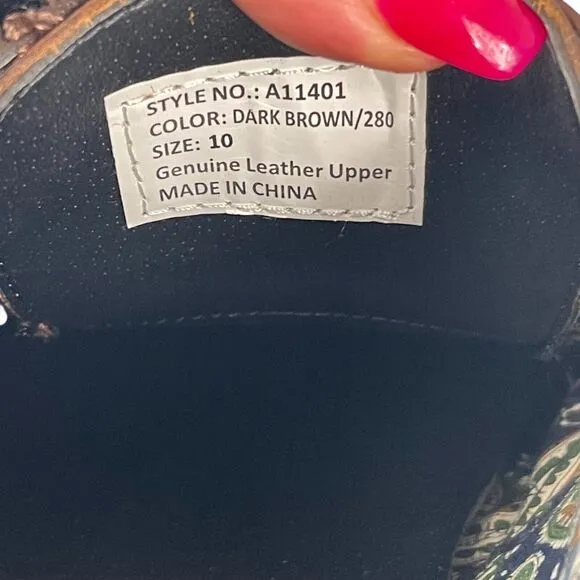 STYLE NO.: A11401
COLOR: DARK BROWN/280
SIZE: 10
Genuine Leather Upper
MADE IN CHINA